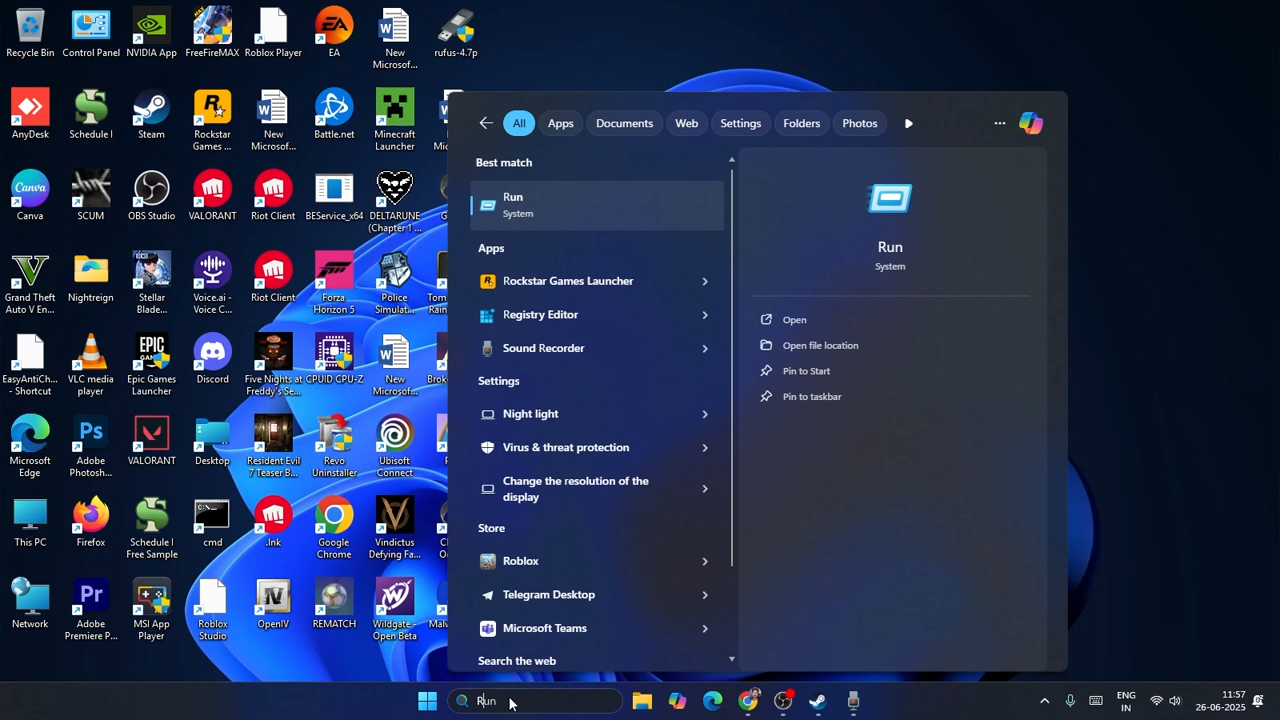 Recycle Bin
Control Panel
NVIDIA App
FreeFireMAX
Roblox Player
EA
New
Microsof...
rufus-4.7p
AnyDesk
Schedule I
Steam
Rockstar
Games ...
New
Microsof...
Battle.net
Minecraft
Launcher
Canva
SCUM
OBS Studio
VALORANT
Riot Client
BEService_x64
DELTARUNE
(Chapter 1 ...
Grand Theft
Auto V En...
Nightreign
Stellar
Blade...
Voice.ai -
Voice C...
Riot Client
Forza
Horizon 5
Police
Simulat...
EasyAntiCh...
- Shortcut
VLC media
player
Epic Games
Launcher
Discord
Five Nights at
Freddy's Se...
CPUID CPU-Z
New
Microsof...
Microsoft
Edge
Adobe
Photosh...
VALORANT
Desktop
Resident Evil
7 Teaser B...
Revo
Uninstaller
Ubisoft
Connect
This PC
Firefox
Schedule I
Free Sample
cmd
.lnk
Google
Chrome
Vindictus
Defying Fa...
Network
Adobe
Premiere P...
MSI App
Player
Roblox
Studio
OpenIV
REMATCH
Wildgate -
Open Beta
All
Apps
Documents
Web
Settings
Folders
Photos
Best match
Run
System
Apps
Rockstar Games Launcher
Registry Editor
Sound Recorder
Settings
Night light
Virus & threat protection
Change the resolution of the
display
Store
Roblox
Telegram Desktop
Microsoft Teams
Search the web
Run
System
Open
Open file location
Pin to Start
Pin to taskbar
Run
ENG
IN
11:57
26-06-2025